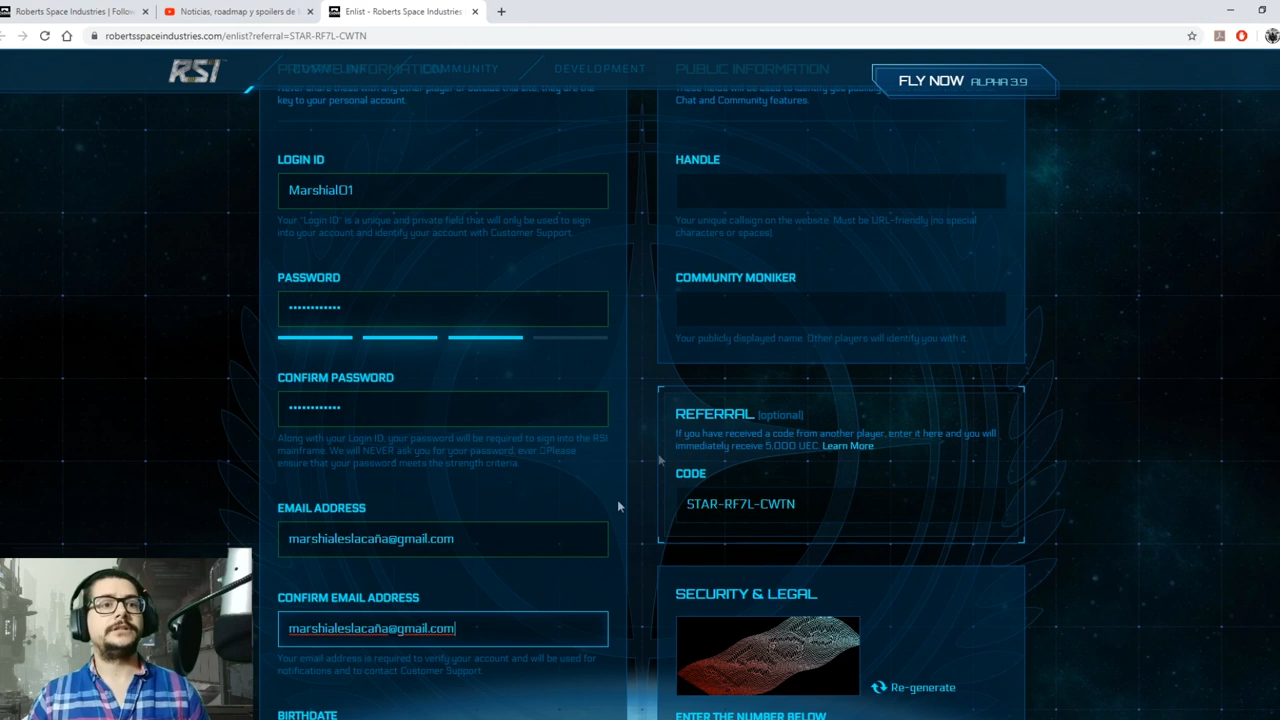 Roberts Space Industries | Follow
Noticias, roadmap y spoilers de
Enlist - Roberts Space Industries
robertsspaceindustries.com/enlist?referral=STAR-RF7L-CWTN
RSI
COMMUNITY
DEVELOPMENT
PUBLIC INFORMATION
FLY NOW ALPHA 3.9
key to your personal account.
Chat and Community features.
LOGIN ID
Marshial01
Your "Login ID" is a unique and private field that will only be used to sign
into your account and identify your account with Customer Support.
PASSWORD
••••••••••••
CONFIRM PASSWORD
••••••••••••
Along with your Login ID, your password will be required to sign into the RSI
mainframe. We will NEVER ask you for your password, ever.□Please
ensure that your password meets the strength criteria.
EMAIL ADDRESS
marshialeslacaña@gmail.com
CONFIRM EMAIL ADDRESS
marshialeslacaña@gmail.com
Your email address is required to verify your account and will be used for
notifications and to contact Customer Support.
BIRTHDATE
HANDLE
Your unique callsign on the website. Must be URL-friendly (no special
characters or spaces).
COMMUNITY MONIKER
Your publicly displayed name. Other players will identify you with it.
REFERRAL (optional)
If you have received a code from another player, enter it here and you will
immediately receive 5,000 UEC. Learn More
CODE
STAR-RF7L-CWTN
SECURITY & LEGAL
Re-generate
ENTER THE NUMBER BELOW